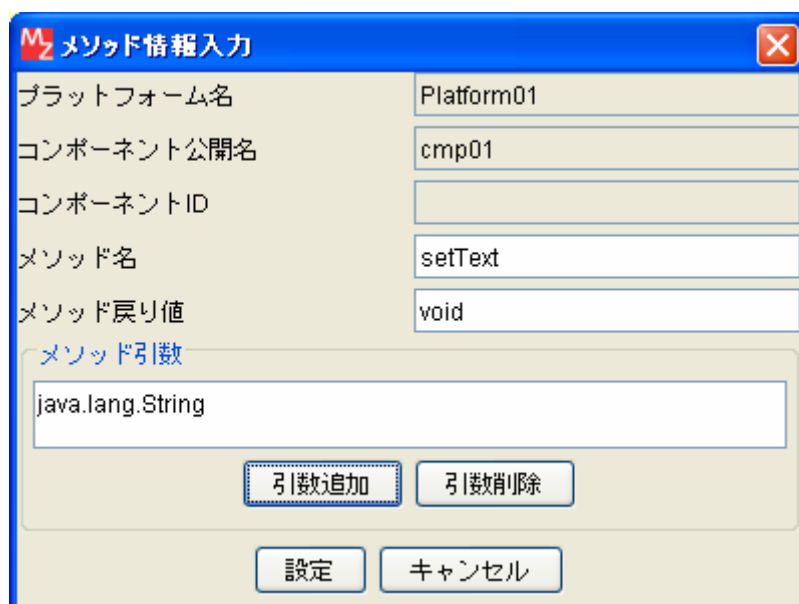 MZ メソッド情報入力
プラットフォーム名 Platform01
コンポーネント公開名 cmp01
コンポーネントID
メソッド名 setText
メソッド戻り値 void
メソッド引数
java.lang.String
引数追加 引数削除
設定 キャンセル